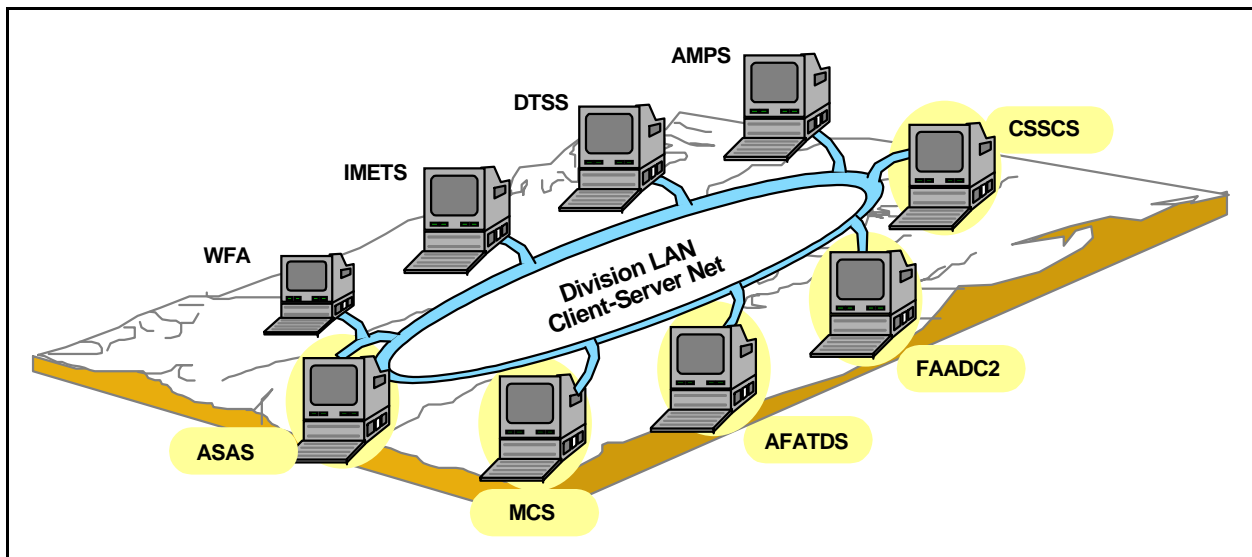 AMPS
DTSS
CSSCS
IMETS
WFA
Division LAN
Client-Server Net
FAADC2
AFATDS
ASAS
MCS